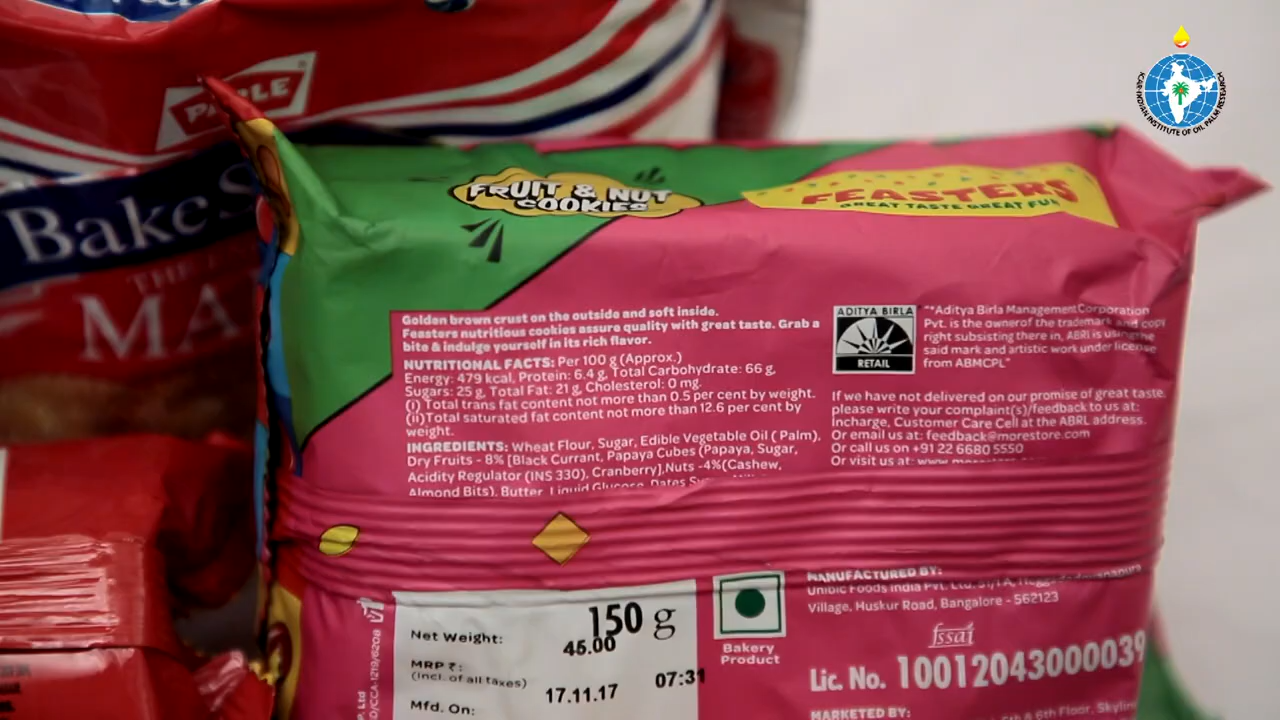 PARLE
Bake
MA
ICAR-INDIAN INSTITUTE OF OIL PALM RESEARCH
FRUIT & NUT
COOKIES
FEASTERS
GREAT TASTE GREAT FUN
Golden brown crust on the outside and soft inside.
Feasters nutritious cookies assure quality with great taste. Grab a
bite & indulge yourself in its rich flavor.
NUTRITIONAL FACTS: Per 100 g (Approx.)
Energy: 479 kcal, Protein: 6.4 g, Total Carbohydrate: 66 g,
Sugars: 25 g, Total Fat: 21 g, Cholesterol: 0 mg.
(i) Total trans fat content not more than 0.5 per cent by weight.
(ii)Total saturated fat content not more than 12.6 per cent by
weight.
INGREDIENTS: Wheat Flour, Sugar, Edible Vegetable Oil ( Palm),
Dry Fruits - 8% [Black Currant, Papaya Cubes (Papaya, Sugar,
Acidity Regulator (INS 330), Cranberry],Nuts -4%(Cashew,
Almond Bits), Butter, Liquid Glucose, Dates
ADITYA BIRLA
RETAIL
"*Aditya Birla Management Corporation
Pvt. is the owner of the trademark and copy
right subsisting there in, ABRL is using the
said mark and artistic work under license
from ABMCPL"
If we have not delivered on our promise of great taste,
please write your complaint(s)/feedback to us at:
Incharge, Customer Care Cell at the ABRL address.
Or email us at: feedback@morestore.com
Or call us on +91 22 6680 5550
Or visit us at:
Net Weight: 150 g
MRP ₹: 45.00
(Incl. of all taxes)
Mfd. On: 17.11.17 07:31
Bakery
Product
MANUFACTURED BY:
Unibic Foods India Pvt. Ltd.
Village, Huskur Road, Bangalore - 562123
fssai
Lic. No. 10012043000039
MARKETED BY:
6th Floor,